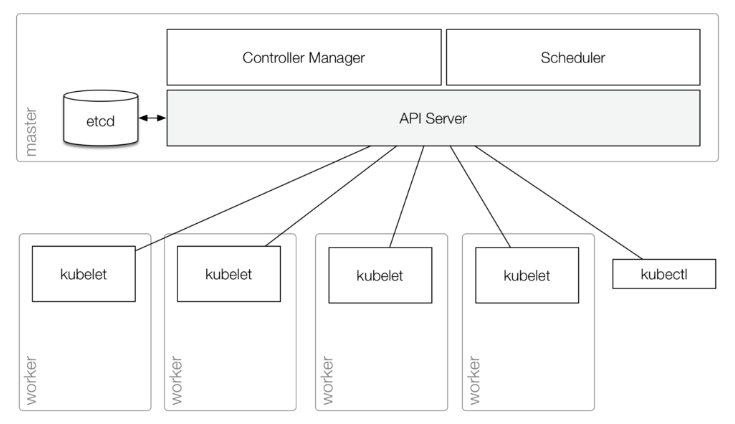 Controller Manager
Scheduler
etcd
API Server
master
kubelet
kubelet
kubelet
kubelet
kubectl
worker
worker
worker
worker